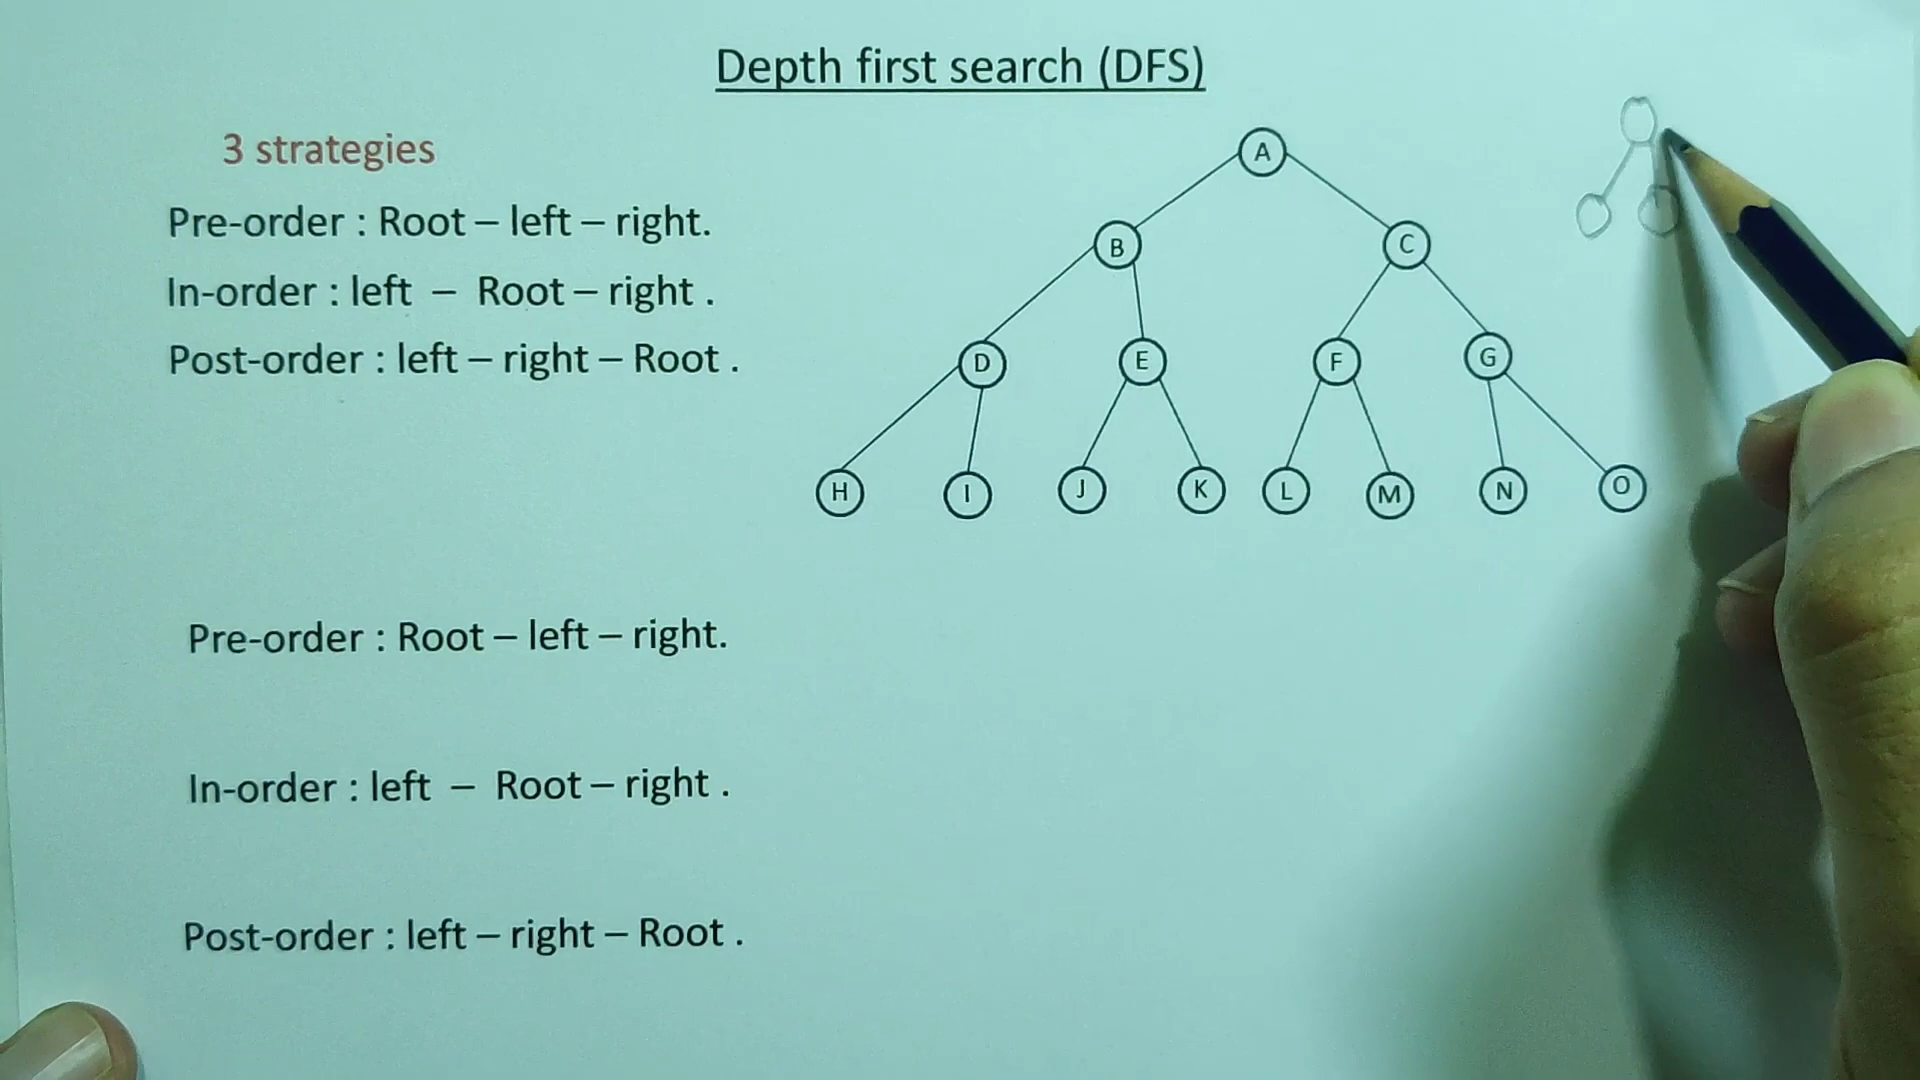 Depth first search (DFS)
3 strategies
Pre-order : Root – left – right.
In-order : left – Root – right .
Post-order : left – right – Root .
A
B
C
D
E
F
G
H
I
J
K
L
M
N
O
Pre-order : Root – left – right.
In-order : left – Root – right .
Post-order : left – right – Root .